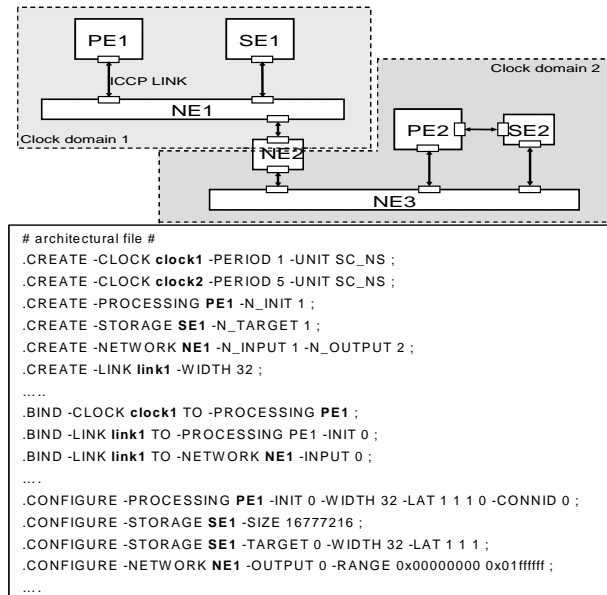 PE1
SE1
ICCP LINK
NE1
Clock domain 1
Clock domain 2
PE2
SE2
NE2
NE3
# architectural file #
.CREATE -CLOCK clock1 -PERIOD 1 -UNIT SC_NS ;
.CREATE -CLOCK clock2 -PERIOD 5 -UNIT SC_NS ;
.CREATE -PROCESSING PE1 -N_INIT 1 ;
.CREATE -STORAGE SE1 -N_TARGET 1 ;
.CREATE -NETWORK NE1 -N_INPUT 1 -N_OUTPUT 2 ;
.CREATE -LINK link1 -WIDTH 32 ;
.....
.BIND -CLOCK clock1 TO -PROCESSING PE1 ;
.BIND -LINK link1 TO -PROCESSING PE1 -INIT 0 ;
.BIND -LINK link1 TO -NETWORK NE1 -INPUT 0 ;
....
.CONFIGURE -PROCESSING PE1 -INIT 0 -WIDTH 32 -LAT 1 1 1 0 -CONNID 0 ;
.CONFIGURE -STORAGE SE1 -SIZE 16777216 ;
.CONFIGURE -STORAGE SE1 -TARGET 0 -WIDTH 32 -LAT 1 1 1 ;
.CONFIGURE -NETWORK NE1 -OUTPUT 0 -RANGE 0x00000000 0x01ffffff ;
....